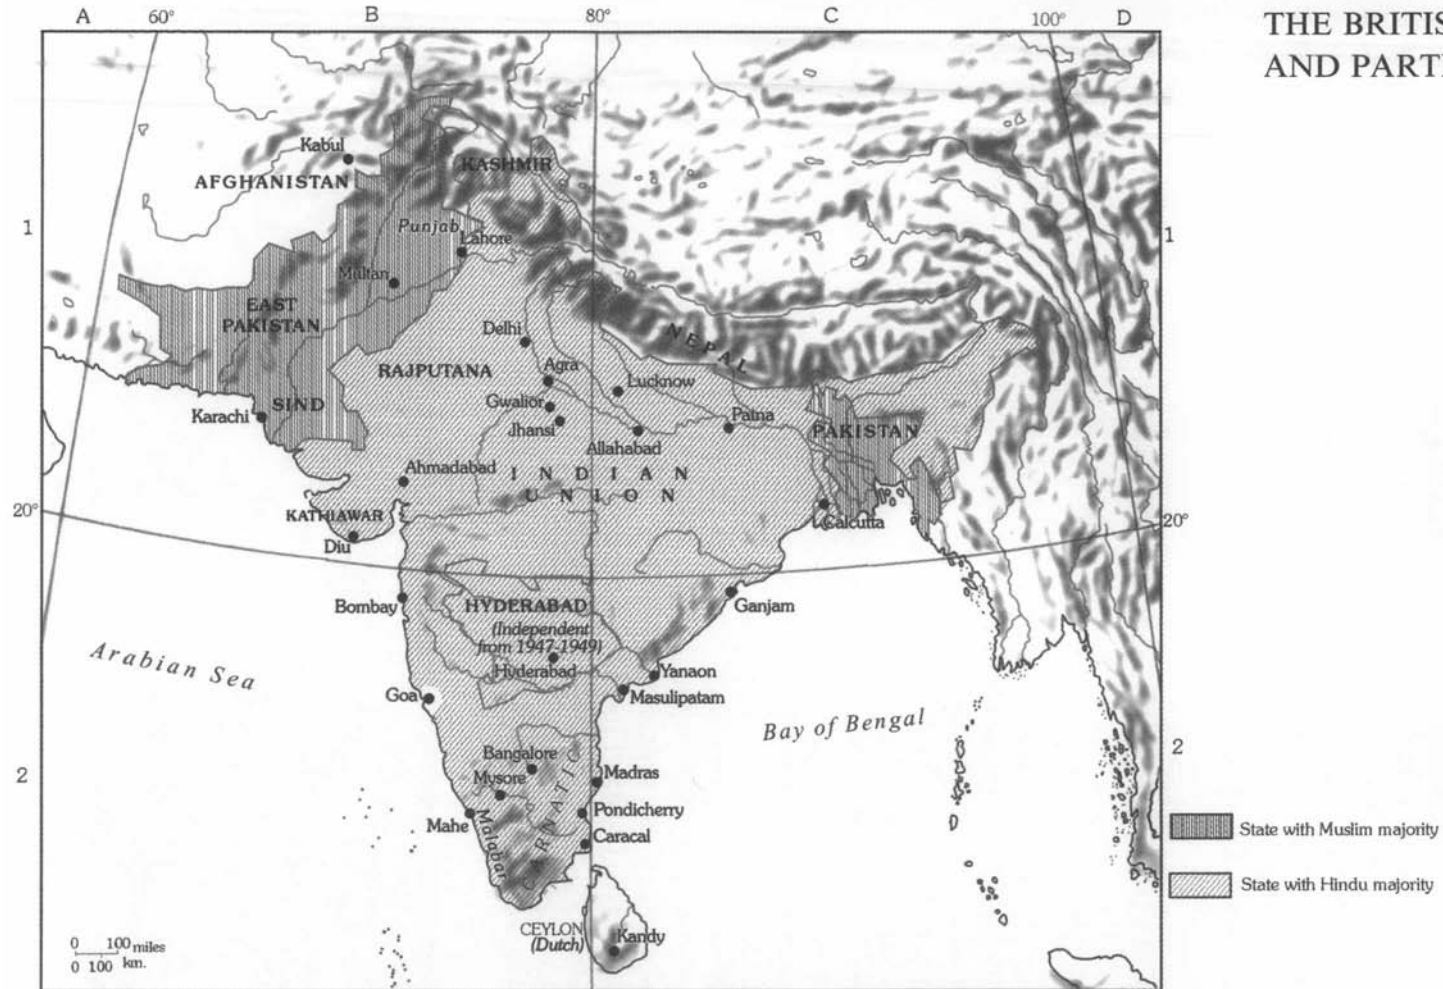 A 60° B 80° C 100° D
THE BRITIS
AND PARTI
Kabul
AFGHANISTAN
KASHMIR
1
Punjab
Lahore
1
Multan
EAST
PAKISTAN
Delhi
NEPAL
RAJPUTANA
Agra
Lucknow
Gwalior
SIND
Karachi
Jhansi
Patna
PAKISTAN
Allahabad
Ahmadabad
INDIAN
UNION
20°
KATHIAWAR
Calcutta
20°
Diu
Bombay
HYDERABAD
(Independent
from 1947-1949)
Hyderabad
Ganjam
Arabian Sea
Yanaon
Goa
Masulipatam
Bay of Bengal
2
Bangalore
Mysore
Madras
2
CARNATIC
Mahe
Malabar
Pondicherry
Caracal
State with Muslim majority
State with Hindu majority
CEYLON
(Dutch)
Kandy
0 100 miles
0 100 km.